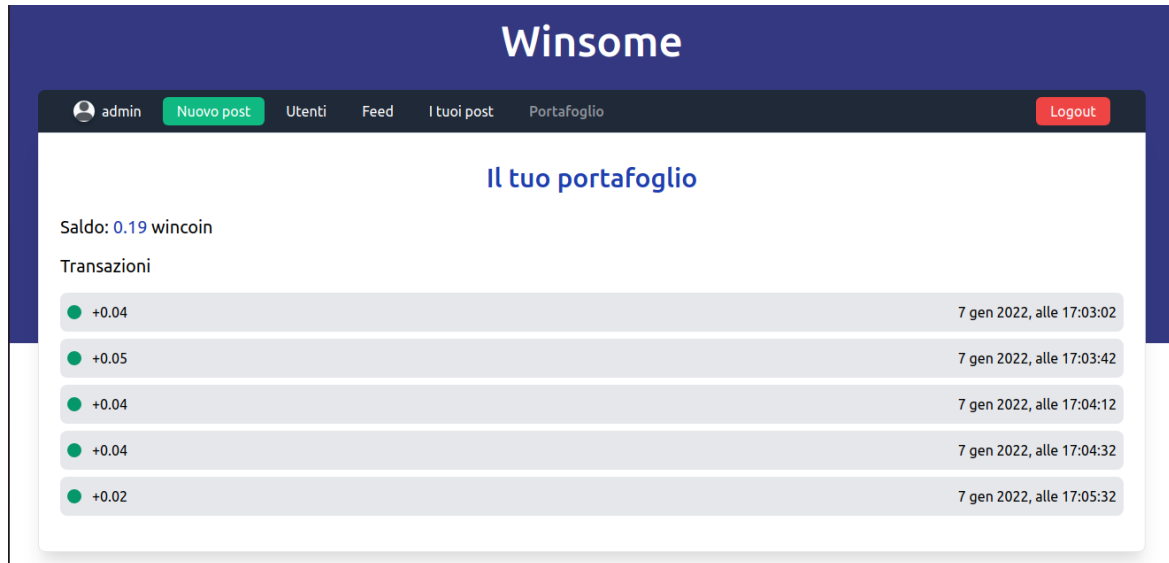 Winsome
admin Nuovo post Utenti Feed I tuoi post Portafoglio Logout
Il tuo portafoglio
Saldo: 0.19 wincoin
Transazioni
+0.04 7 gen 2022, alle 17:03:02
+0.05 7 gen 2022, alle 17:03:42
+0.04 7 gen 2022, alle 17:04:12
+0.04 7 gen 2022, alle 17:04:32
+0.02 7 gen 2022, alle 17:05:32